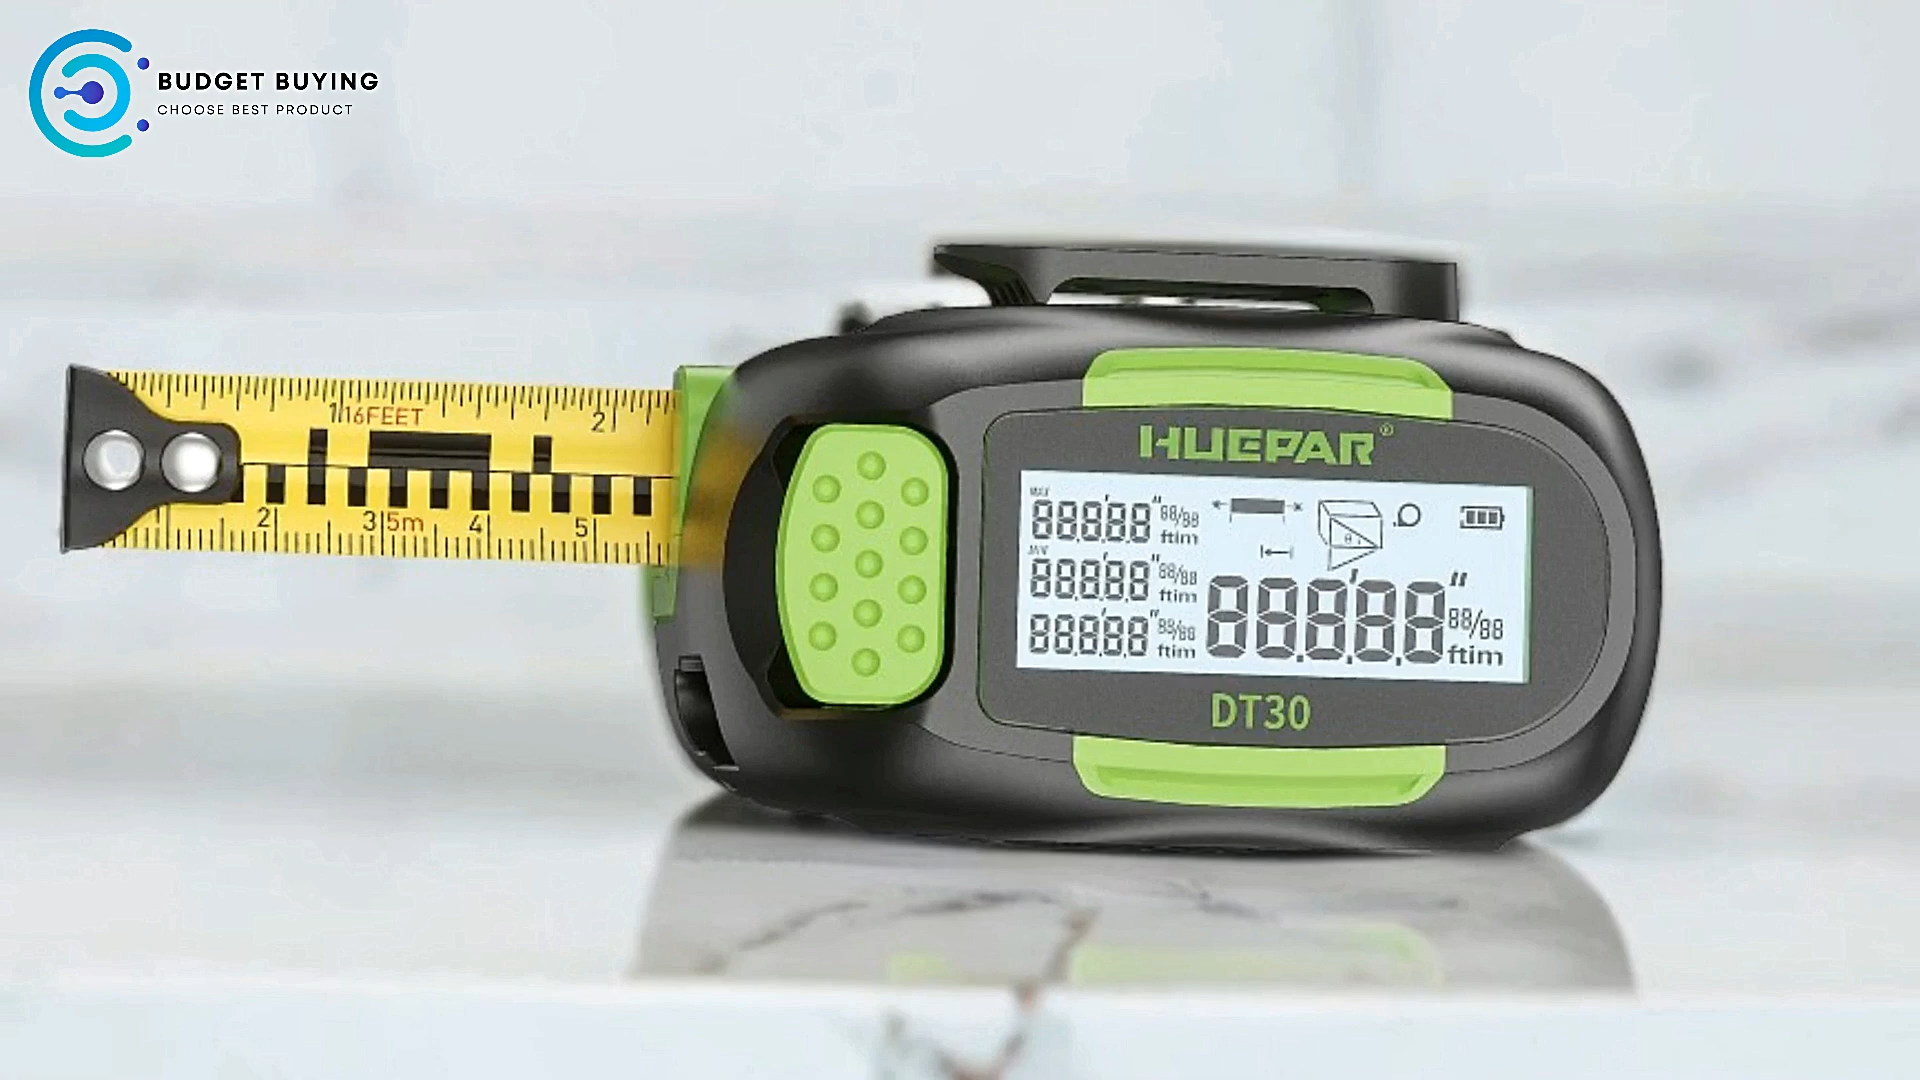 BUDGET BUYING
CHOOSE BEST PRODUCT
1 16FEET 2
1 2 3 5m 4 5
HUEPAR®
MAX
88888 88/88
ftim
MIN
88888 88/88
ftim
88888 88/88
ftim
88888 88/88
ftim
DT30